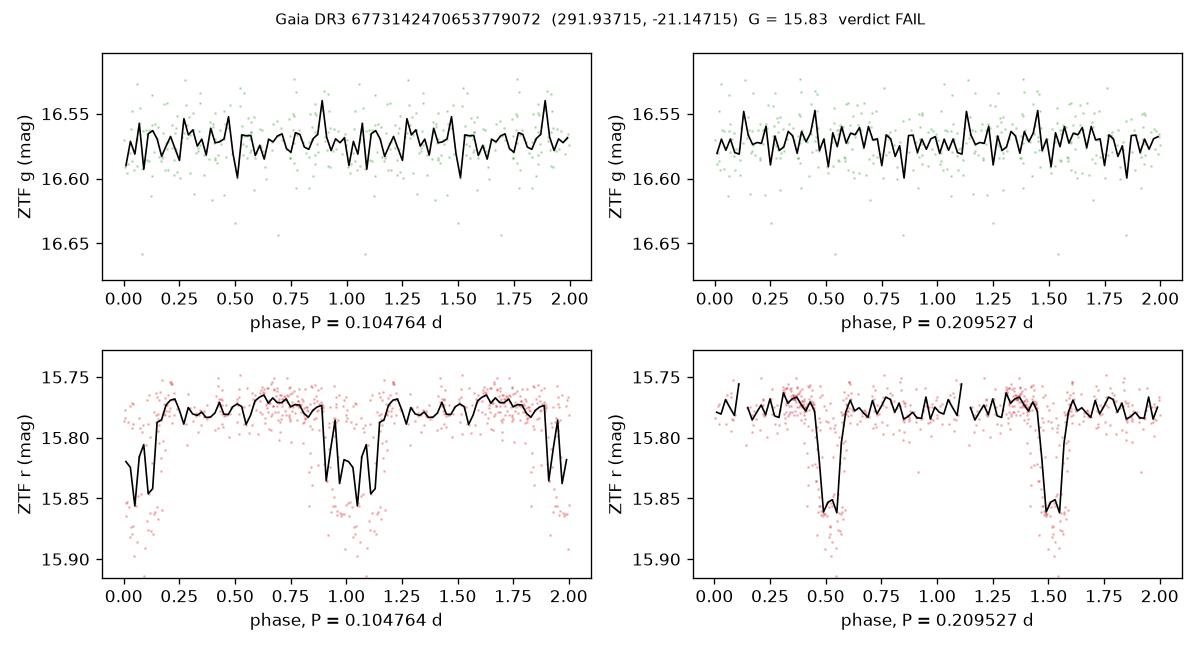 Gaia DR3 6773142470653779072 (291.93715, -21.14715) G = 15.83 verdict FAIL
ZTF g (mag)
16.55
16.60
16.65
0.00 0.25 0.50 0.75 1.00 1.25 1.50 1.75 2.00
phase, P = 0.104764 d
ZTF g (mag)
16.55
16.60
16.65
0.00 0.25 0.50 0.75 1.00 1.25 1.50 1.75 2.00
phase, P = 0.209527 d
ZTF r (mag)
15.75
15.80
15.85
15.90
0.00 0.25 0.50 0.75 1.00 1.25 1.50 1.75 2.00
phase, P = 0.104764 d
ZTF r (mag)
15.75
15.80
15.85
15.90
0.00 0.25 0.50 0.75 1.00 1.25 1.50 1.75 2.00
phase, P = 0.209527 d